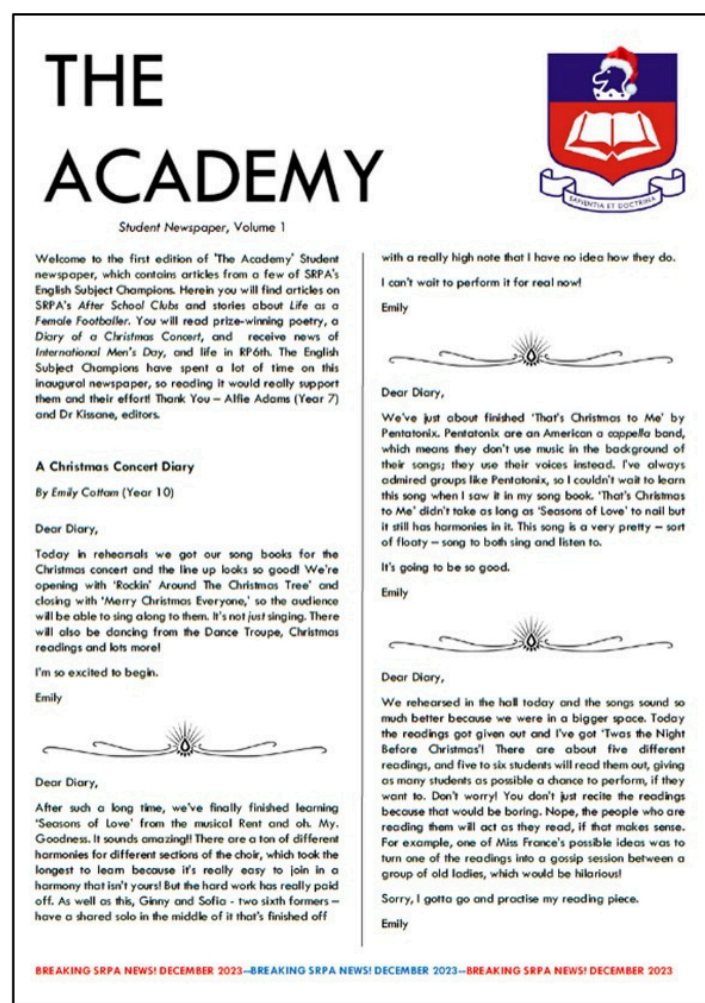 THE
ACADEMY
SAPIENTIA ET DOCTRINA
Student Newspaper, Volume 1
Welcome to the first edition of 'The Academy' Student
newspaper, which contains articles from a few of SRPA's
English Subject Champions. Herein you will find articles on
SRPA's After School Clubs and stories about Life as a
Female Footballer. You will read prize-winning poetry, a
Diary of a Christmas Concert, and receive news of
International Men's Day, and life in RP6th. The English
Subject Champions have spent a lot of time on this
inaugural newspaper, so reading it would really support
them and their effort! Thank You – Alfie Adams (Year 7)
and Dr Kissane, editors.
A Christmas Concert Diary
By Emily Cottam (Year 10)
Dear Diary,
Today in rehearsals we got our song books for the
Christmas concert and the line up looks so good! We're
opening with 'Rockin' Around The Christmas Tree' and
closing with 'Merry Christmas Everyone,' so the audience
will be able to sing along to them. It's not just singing. There
will also be dancing from the Dance Troupe, Christmas
readings and lots more!
I'm so excited to begin.
Emily
Dear Diary,
After such a long time, we've finally finished learning
'Seasons of Love' from the musical Rent and oh. My.
Goodness. It sounds amazing!! There are a ton of different
harmonies for different sections of the choir, which took the
longest to learn because it's really easy to join in a
harmony that isn't yours! But the hard work has really paid
off. As well as this, Ginny and Sofia - two sixth formers –
have a shared solo in the middle of it that's finished off
with a really high note that I have no idea how they do.
I can't wait to perform it for real now!
Emily
Dear Diary,
We've just about finished 'That's Christmas to Me' by
Pentatonix. Pentatonix are an American a cappella band,
which means they don't use music in the background of
their songs; they use their voices instead. I've always
admired groups like Pentatonix, so I couldn't wait to learn
this song when I saw it in my song book. 'That's Christmas
to Me' didn't take as long as 'Seasons of Love' to nail but
it still has harmonies in it. This song is a very pretty – sort
of floaty – song to both sing and listen to.
It's going to be so good.
Emily
Dear Diary,
We rehearsed in the hall today and the songs sound so
much better because we were in a bigger space. Today
the readings got given out and I've got 'Twas the Night
Before Christmas'! There are about five different
readings, and five to six students will read them out, giving
as many students as possible a chance to perform, if they
want to. Don't worry! You don't just recite the readings
because that would be boring. Nope, the people who are
reading them will act as they read, if that makes sense.
For example, one of Miss France's possible ideas was to
turn one of the readings into a gossip session between a
group of old ladies, which would be hilarious!
Sorry, I gotta go and practise my reading piece.
Emily
BREAKING SRPA NEWS! DECEMBER 2023--BREAKING SRPA NEWS! DECEMBER 2023--BREAKING SRPA NEWS! DECEMBER 2023